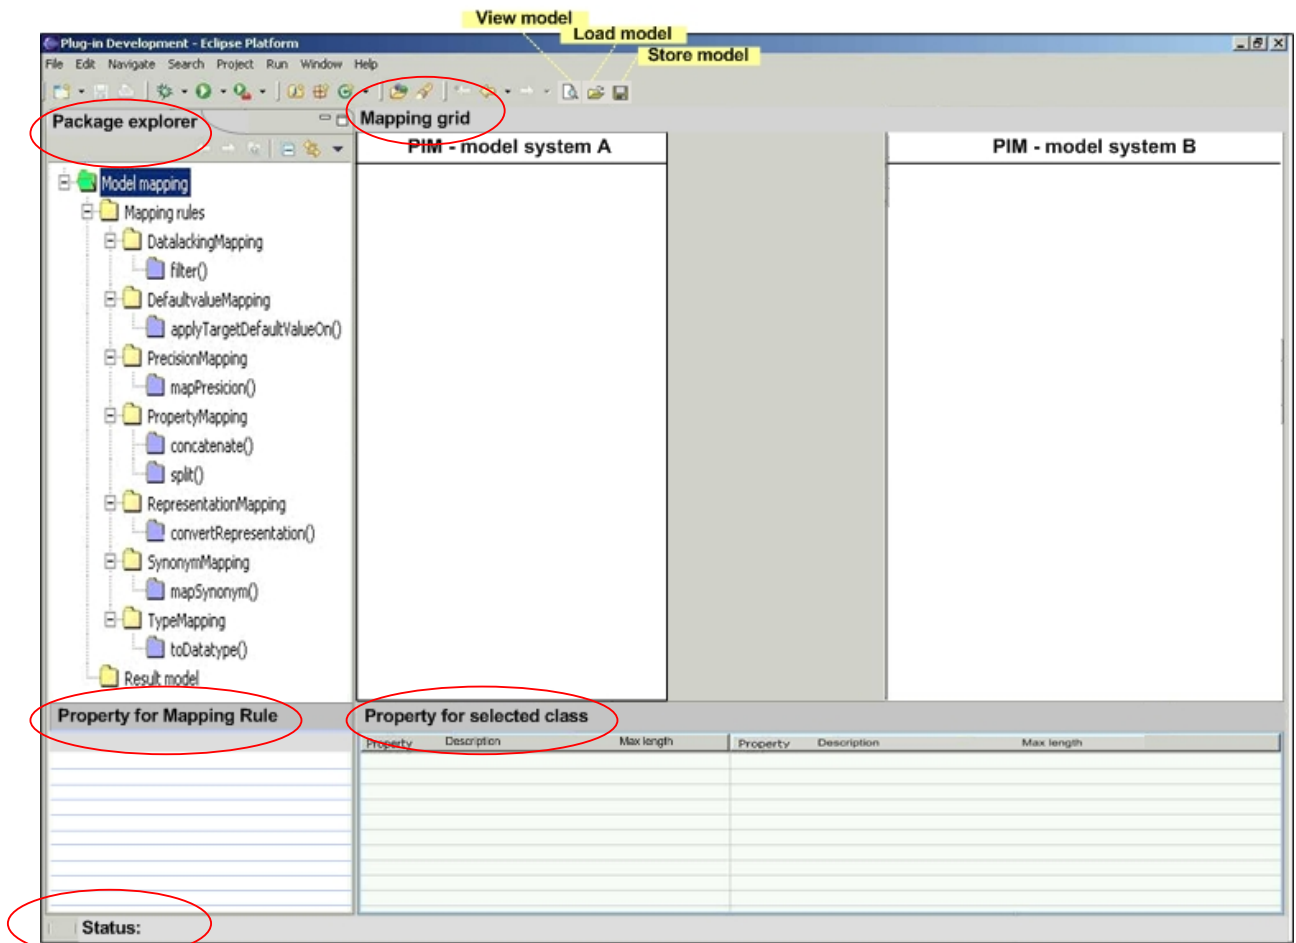 View model
Load model
Store model
Plug-in Development - Eclipse Platform
File Edit Navigate Search Project Run Window Help
Package explorer
Mapping grid
PIM - model system A
PIM - model system B
Model mapping
Mapping rules
DatalackingMapping
filter()
DefaultvalueMapping
applyTargetDefaultValueOn()
PrecisionMapping
mapPresicion()
PropertyMapping
concatenate()
split()
RepresentationMapping
convertRepresentation()
SynonymMapping
mapSynonym()
TypeMapping
toDatatype()
Result model
Property for Mapping Rule
Property for selected class
Property Description Max length Property Description Max length
Status: